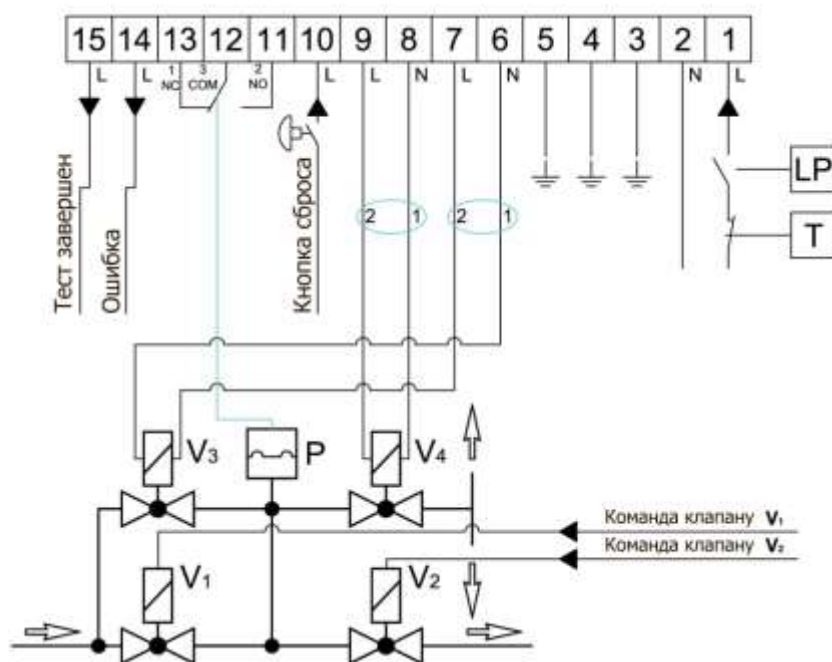 15 14 13 12 11 10 9 8 7 6 5 4 3 2 1
L L 1 3 2 L L N L N N L
NC COM NO
LP
T
Тест завершен
Ошибка
Кнопка сброса
2 1 2 1
V3 P V4
Команда клапану V1
Команда клапану V2
V1 V2